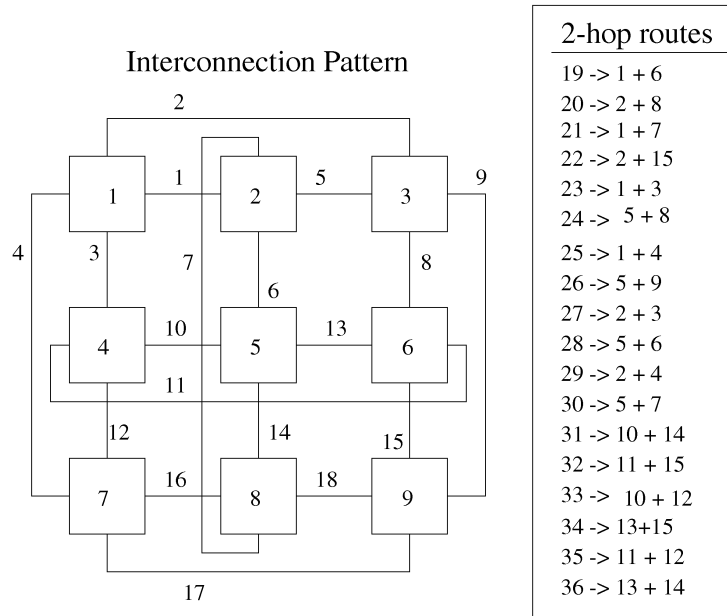 Interconnection Pattern
2
1 1 2 5 3 9
4 3 7 8
6
4 10 5 13 6
11
12 14 15
7 16 8 18 9
17
2-hop routes
19 -> 1 + 6
20 -> 2 + 8
21 -> 1 + 7
22 -> 2 + 15
23 -> 1 + 3
24 -> 5 + 8
25 -> 1 + 4
26 -> 5 + 9
27 -> 2 + 3
28 -> 5 + 6
29 -> 2 + 4
30 -> 5 + 7
31 -> 10 + 14
32 -> 11 + 15
33 -> 10 + 12
34 -> 13+15
35 -> 11 + 12
36 -> 13 + 14